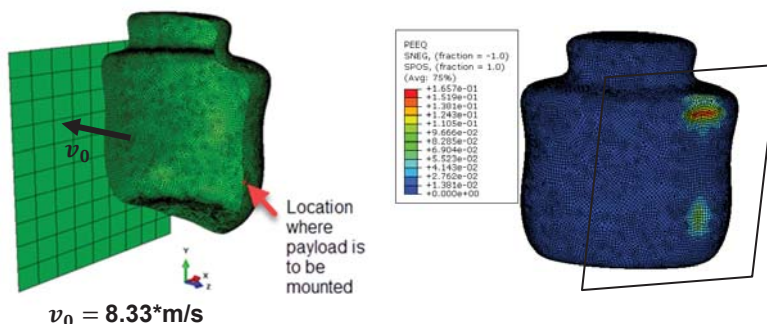 v₀
Location
where
payload is
to be
mounted
Y
X
Z
v₀ = 8.33*m/s
PEEQ
SNEG, (fraction = -1.0)
SPOS, (fraction = 1.0)
(Avg: 75%)
+1.657e-01
+1.519e-01
+1.381e-01
+1.243e-01
+1.105e-01
+9.666e-02
+8.285e-02
+6.904e-02
+5.523e-02
+4.143e-02
+2.762e-02
+1.381e-02
+0.000e+00